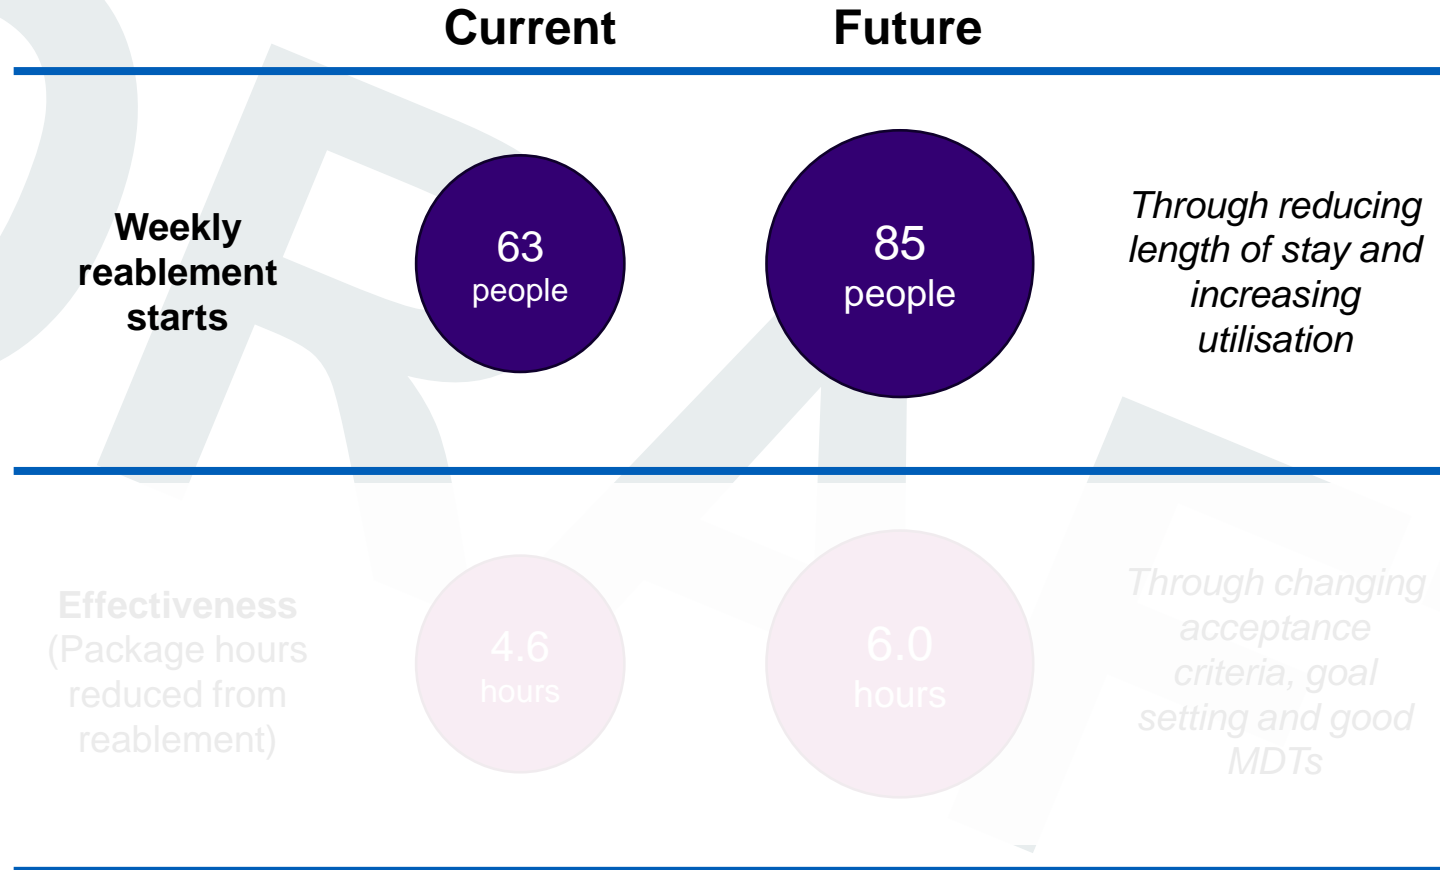 Current
Future
Weekly
reablement
starts
63
people
85
people
Through reducing
length of stay and
increasing
utilisation
Effectiveness
(Package hours
reduced from
reablement)
4.6
hours
6.0
hours
Through changing
acceptance
criteria, goal
setting and good
MDTs
DRAF